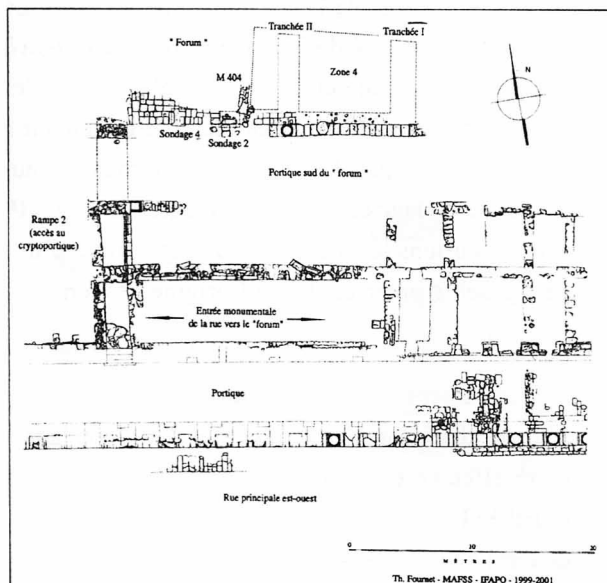 Tranchée II
Tranchée I
" Forum "
N
Zone 4
M 404
Sondage 4
Sondage 2
Portique sud du " forum "
Rampe 2
(accès au
cryptoportique)
Entrée monumentale
de la rue vers le "forum"
Portique
Rue principale est-ouest
0 10 20
MÈTRES
Th. Fournet - MAFSS - IFAPO - 1999-2001